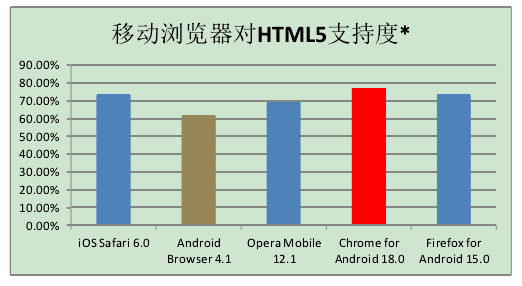 移动浏览器对HTML5支持度*
90.00%
80.00%
70.00%
60.00%
50.00%
40.00%
30.00%
20.00%
10.00%
0.00%
iOS Safari 6.0
Android
Browser 4.1
Opera Mobile
12.1
Chrome for
Android 18.0
Firefox for
Android 15.0